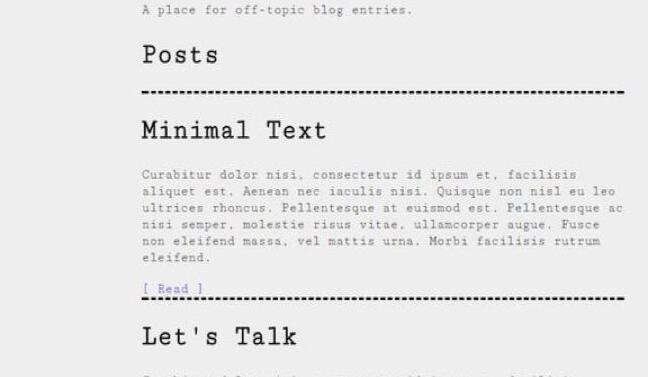 A place for off-topic blog entries.
Posts
Minimal Text
Curabitur dolor nisi, consectetur id ipsum et, facilisis
aliquet est. Aenean nec iaculis nisi. Quisque non nisl eu leo
ultrices rhoncus. Pellentesque at euismod est. Pellentesque ac
nisi semper, molestie risus vitae, ullamcorper augue. Fusce
non eleifend massa, vel mattis urna. Morbi facilisis rutrum
eleifend.
[ Read ]
Let's Talk